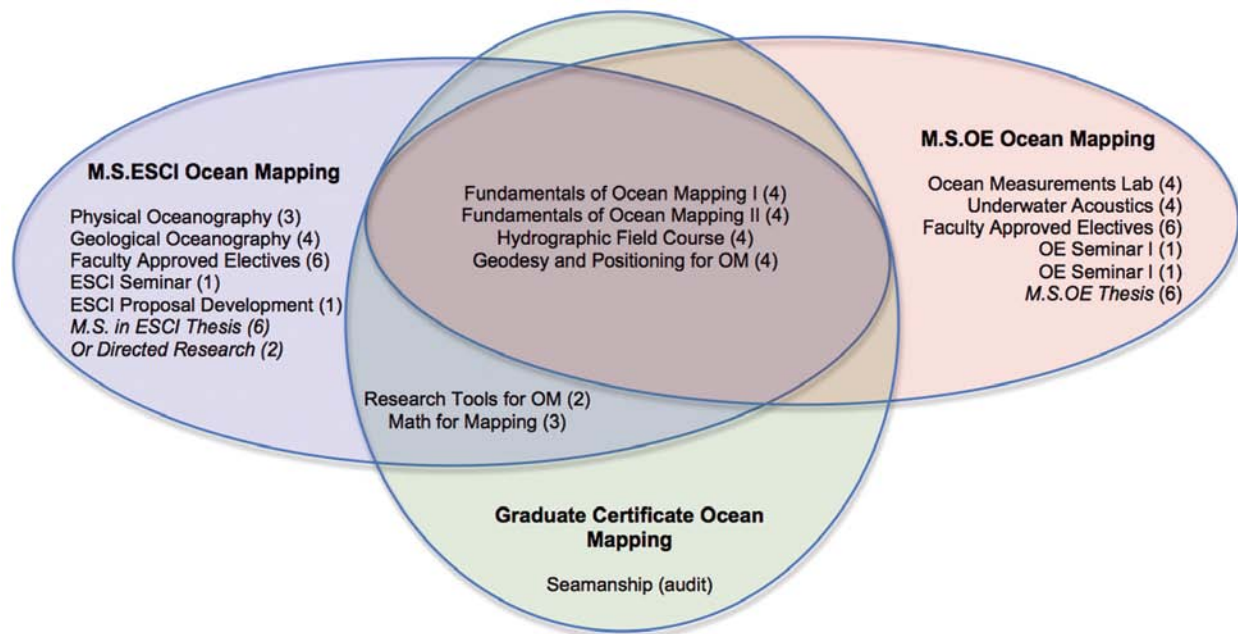 M.S.ESCI Ocean Mapping
Physical Oceanography (3)
Geological Oceanography (4)
Faculty Approved Electives (6)
ESCI Seminar (1)
ESCI Proposal Development (1)
M.S. in ESCI Thesis (6)
Or Directed Research (2)
Fundamentals of Ocean Mapping I (4)
Fundamentals of Ocean Mapping II (4)
Hydrographic Field Course (4)
Geodesy and Positioning for OM (4)
M.S.OE Ocean Mapping
Ocean Measurements Lab (4)
Underwater Acoustics (4)
Faculty Approved Electives (6)
OE Seminar I (1)
OE Seminar I (1)
M.S.OE Thesis (6)
Research Tools for OM (2)
Math for Mapping (3)
Graduate Certificate Ocean
Mapping
Seamanship (audit)